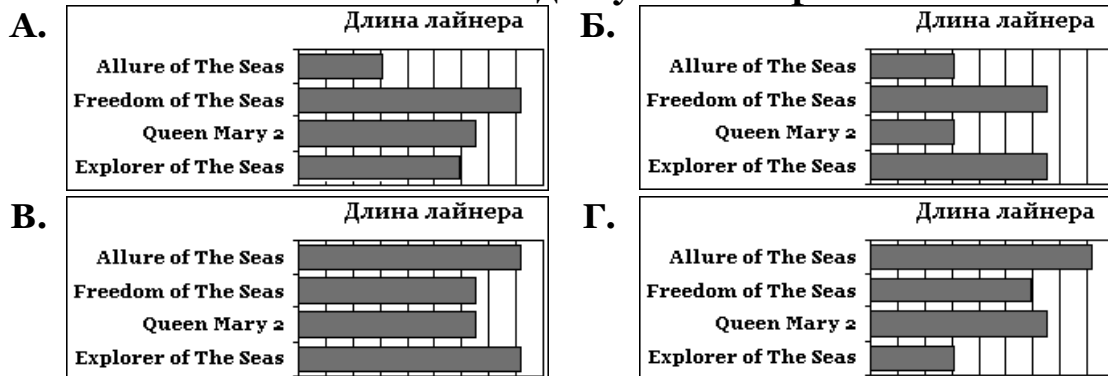 А.
Длина лайнера
Allure of The Seas
Freedom of The Seas
Queen Mary 2
Explorer of The Seas
Б.
Длина лайнера
Allure of The Seas
Freedom of The Seas
Queen Mary 2
Explorer of The Seas
В.
Длина лайнера
Allure of The Seas
Freedom of The Seas
Queen Mary 2
Explorer of The Seas
Г.
Длина лайнера
Allure of The Seas
Freedom of The Seas
Queen Mary 2
Explorer of The Seas